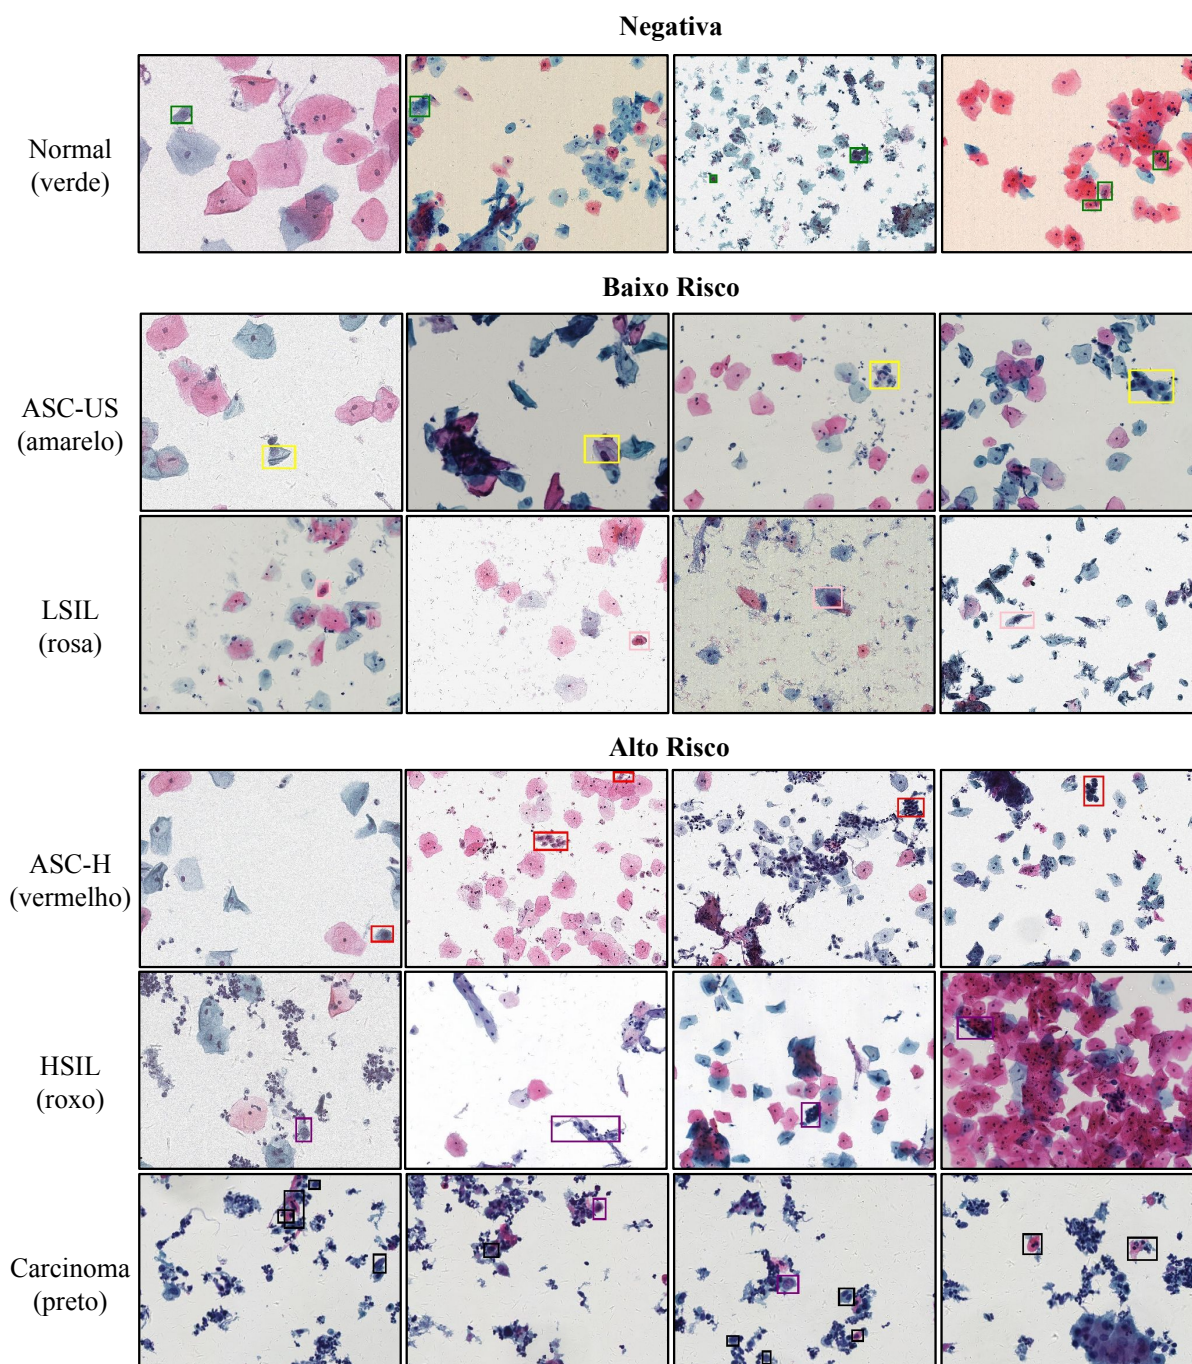 Negativa
Normal
(verde)
Baixo Risco
ASC-US
(amarelo)
LSIL
(rosa)
Alto Risco
ASC-H
(vermelho)
HSIL
(roxo)
Carcinoma
(preto)